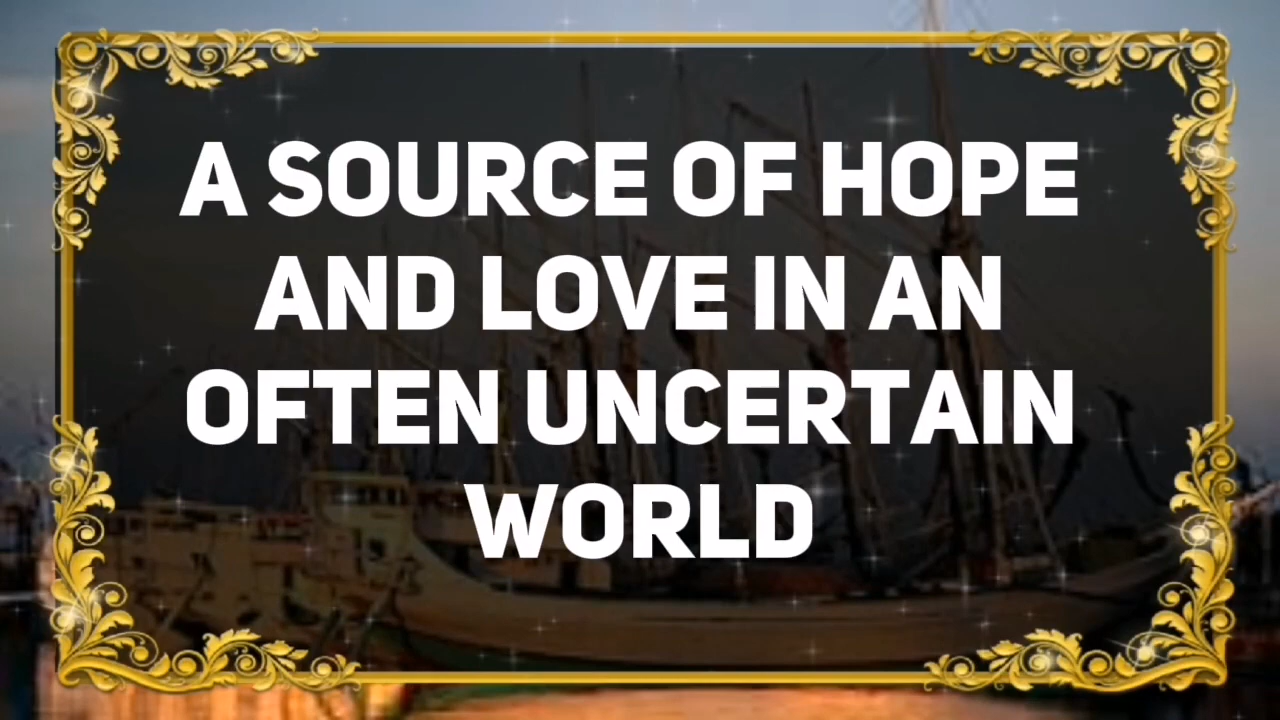 A SOURCE OF HOPE
AND LOVE IN AN
OFTEN UNCERTAIN
WORLD